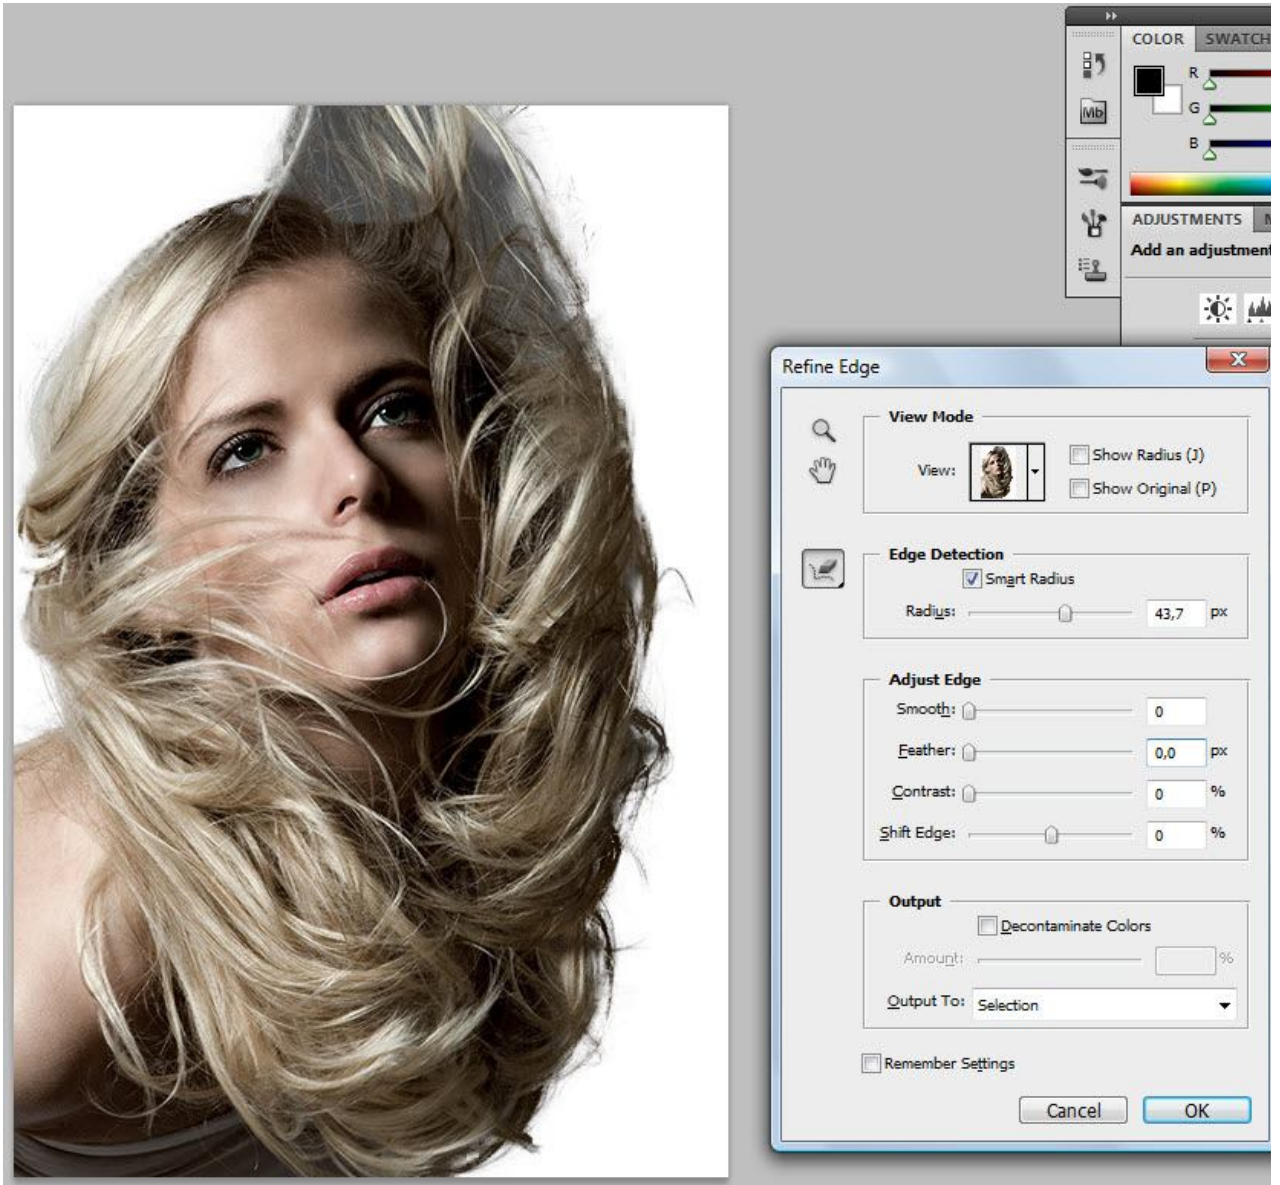 COLOR SWATCH
R
G
B
Mb
ADJUSTMENTS
Add an adjustment
Refine Edge
View Mode
View:
Show Radius (J)
Show Original (P)
Edge Detection
Smart Radius
Radius: 43,7 px
Adjust Edge
Smooth: 0
Feather: 0,0 px
Contrast: 0 %
Shift Edge: 0 %
Output
Decontaminate Colors
Amount: %
Output To: Selection
Remember Settings
Cancel OK